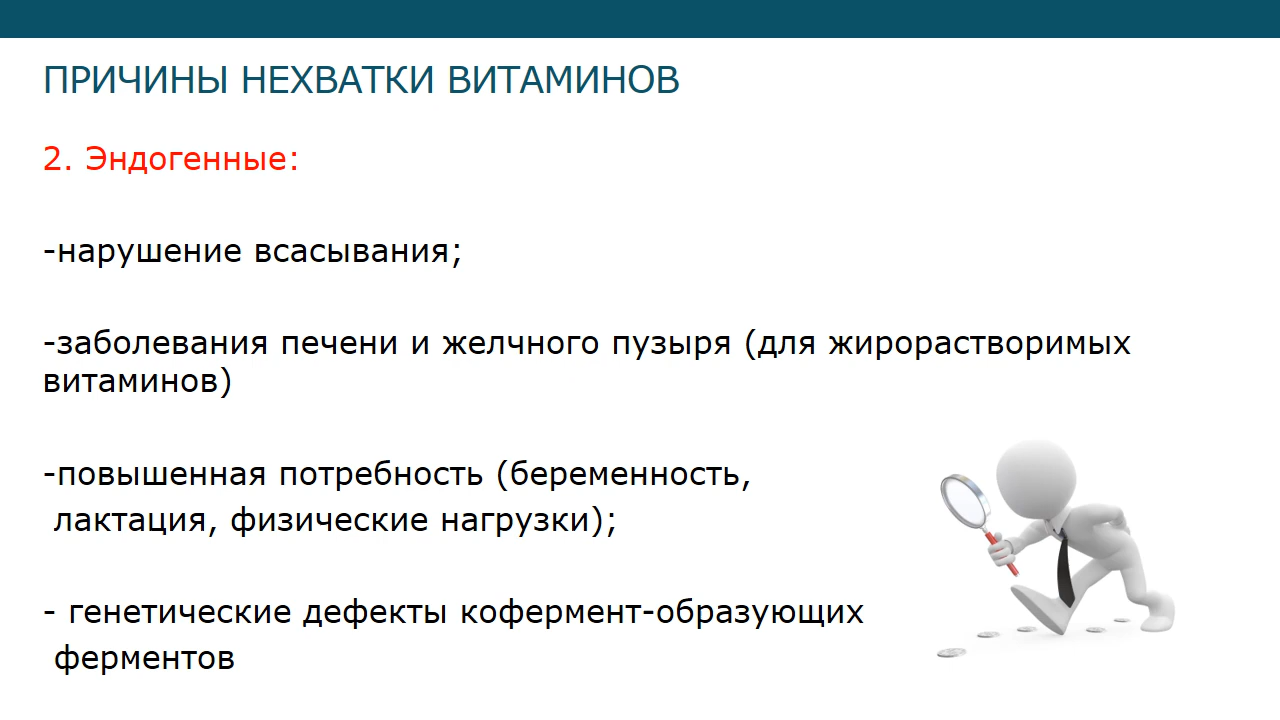 ПРИЧИНЫ НЕХВАТКИ ВИТАМИНОВ
2. Эндогенные:
-нарушение всасывания;
-заболевания печени и желчного пузыря (для жирорастворимых
витаминов)
-повышенная потребность (беременность,
лактация, физические нагрузки);
- генетические дефекты кофермент-образующих
ферментов